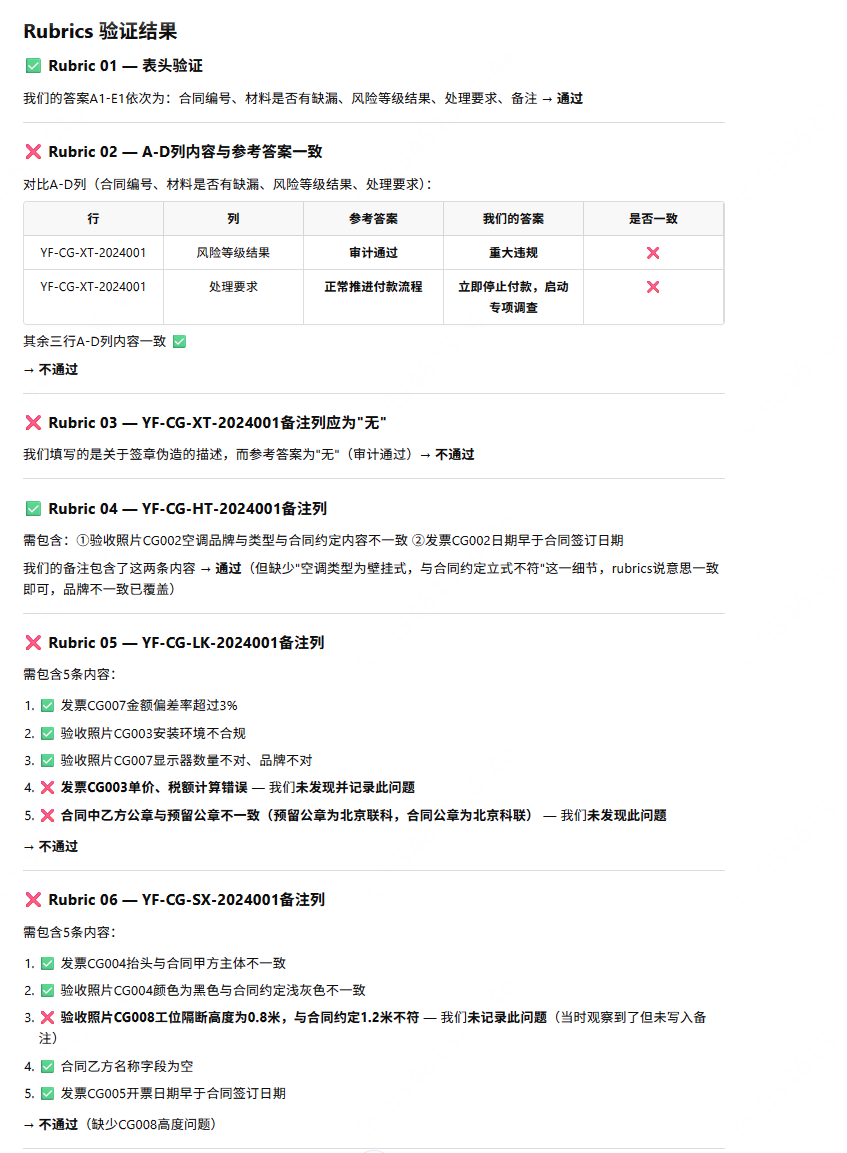 Rubrics 验证结果
✅ Rubric 01 — 表头验证
我们的答案A1-E1依次为：合同编号、材料是否有缺漏、风险等级结果、处理要求、备注 → 通过
❌ Rubric 02 — A-D列内容与参考答案一致
对比A-D列（合同编号、材料是否有缺漏、风险等级结果、处理要求）：
行 列 参考答案 我们的答案 是否一致
YF-CG-XT-2024001 风险等级结果 审计通过 重大违规 ❌
YF-CG-XT-2024001 处理要求 正常推进付款流程 立即停止付款，启动 ❌
专项调查
其余三行A-D列内容一致 ✅
→ 不通过
❌ Rubric 03 — YF-CG-XT-2024001备注列应为"无"
我们填写的是关于签章伪造的描述，而参考答案为"无"（审计通过）→ 不通过
✅ Rubric 04 — YF-CG-HT-2024001备注列
需包含：①验收照片CG002空调品牌与类型与合同约定内容不一致 ②发票CG002日期早于合同签订日期
我们的备注包含了这两条内容 → 通过（但缺少"空调类型为壁挂式，与合同约定立式不符"这一细节，rubrics说意思一致
即可，品牌不一致已覆盖）
❌ Rubric 05 — YF-CG-LK-2024001备注列
需包含5条内容：
1. ✅ 发票CG007金额偏差率超过3%
2. ✅ 验收照片CG003安装环境不合规
3. ✅ 验收照片CG007显示器数量不对、品牌不对
4. ❌ 发票CG003单价、税额计算错误 — 我们未发现并记录此问题
5. ❌ 合同中乙方公章与预留公章不一致（预留公章为北京联科，合同公章为北京科联） — 我们未发现此问题
→ 不通过
❌ Rubric 06 — YF-CG-SX-2024001备注列
需包含5条内容：
1. ✅ 发票CG004抬头与合同甲方主体不一致
2. ✅ 验收照片CG004颜色为黑色与合同约定浅灰色不一致
3. ❌ 验收照片CG008工位隔断高度为0.8米，与合同约定1.2米不符 — 我们未记录此问题（当时观察到了但未写入备
注）
4. ✅ 合同乙方名称字段为空
5. ✅ 发票CG005开票日期早于合同签订日期
→ 不通过（缺少CG008高度问题）